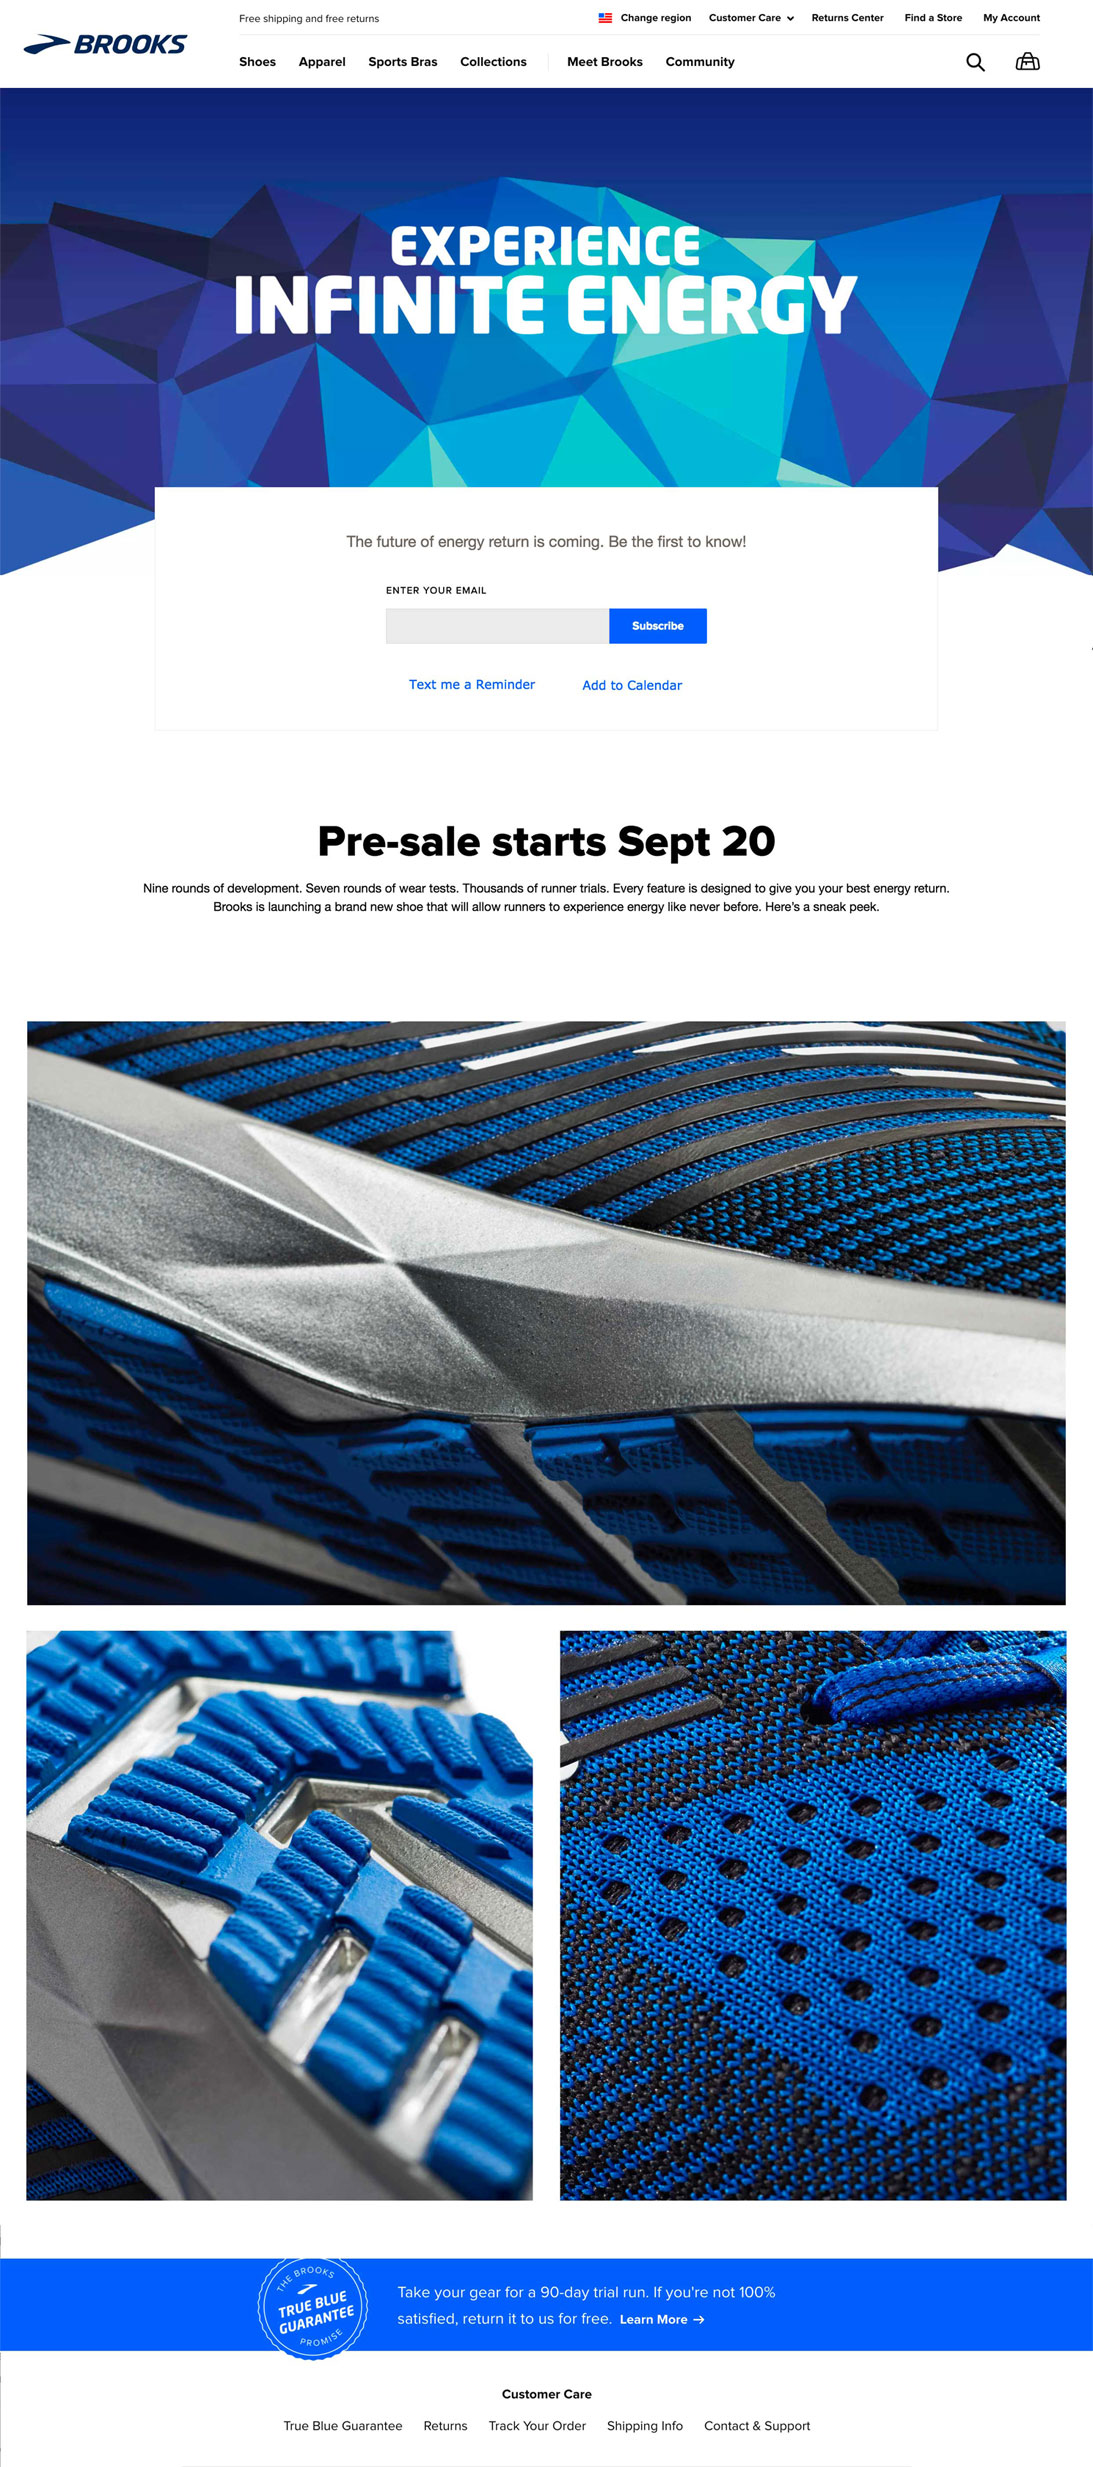 Free shipping and free returns
Change region
Customer Care
Returns Center
Find a Store
My Account
BROOKS
Shoes
Apparel
Sports Bras
Collections
Meet Brooks
Community
EXPERIENCE
INFINITE ENERGY
The future of energy return is coming. Be the first to know!
ENTER YOUR EMAIL
Subscribe
Text me a Reminder
Add to Calendar
Pre-sale starts Sept 20
Nine rounds of development. Seven rounds of wear tests. Thousands of runner trials. Every feature is designed to give you your best energy return.
Brooks is launching a brand new shoe that will allow runners to experience energy like never before. Here's a sneak peek.
THE BROOKS
TRUE BLUE
GUARANTEE
PROMISE
Take your gear for a 90-day trial run. If you're not 100%
satisfied, return it to us for free. Learn More →
Customer Care
True Blue Guarantee
Returns
Track Your Order
Shipping Info
Contact & Support